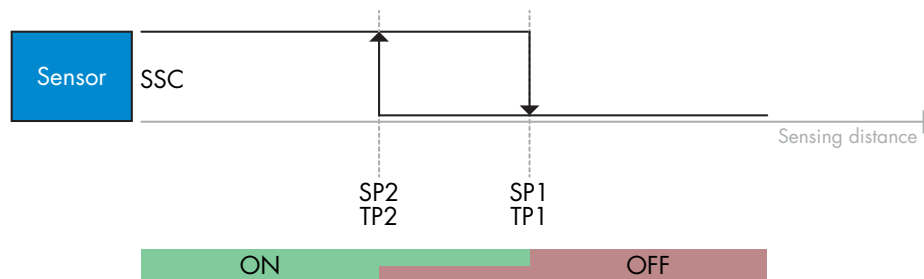 Sensor
SSC
Sensing distance
SP2
TP2
SP1
TP1
ON
OFF